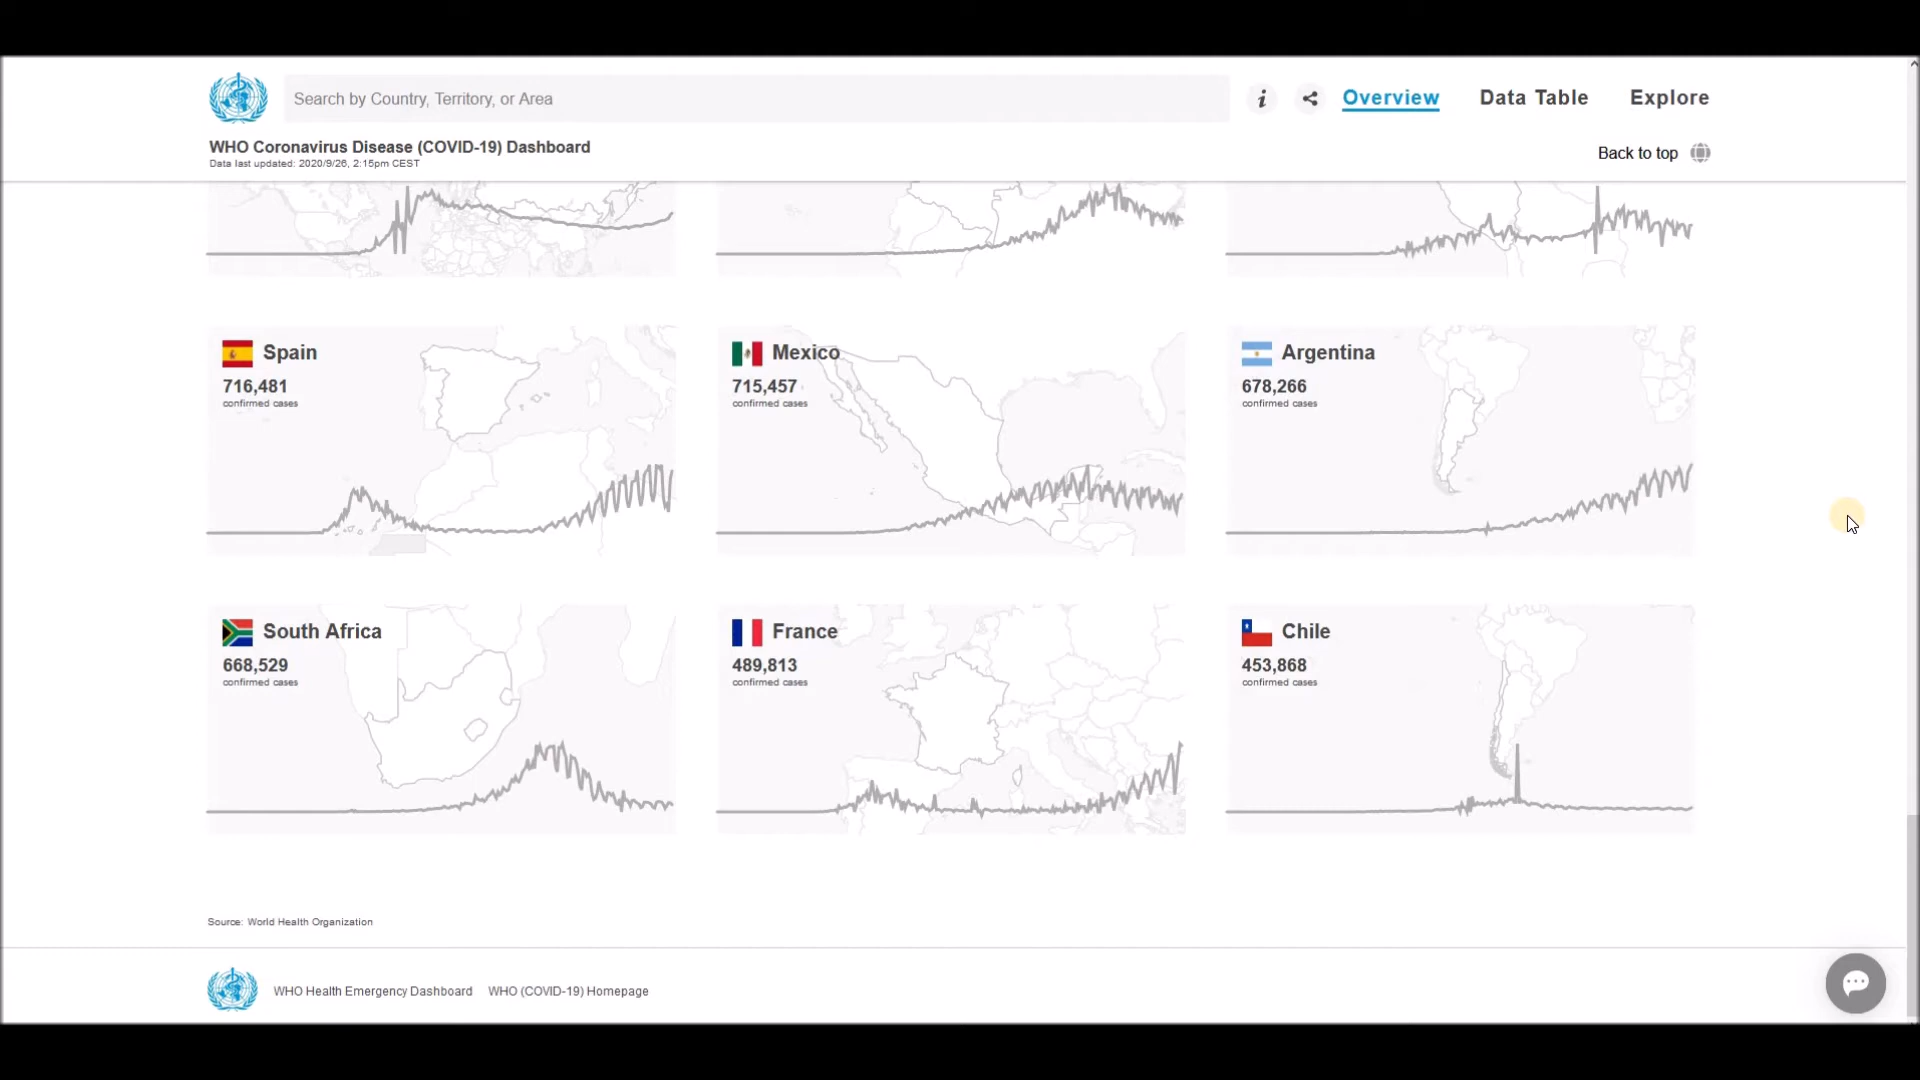 Search by Country, Territory, or Area
i
Overview
Data Table
Explore
WHO Coronavirus Disease (COVID-19) Dashboard
Data last updated: 2020/9/26, 2:15pm CEST
Back to top
Spain
716,481
confirmed cases
Mexico
715,457
confirmed cases
Argentina
678,266
confirmed cases
South Africa
668,529
confirmed cases
France
489,813
confirmed cases
Chile
453,868
confirmed cases
Source: World Health Organization
WHO Health Emergency Dashboard
WHO (COVID-19) Homepage